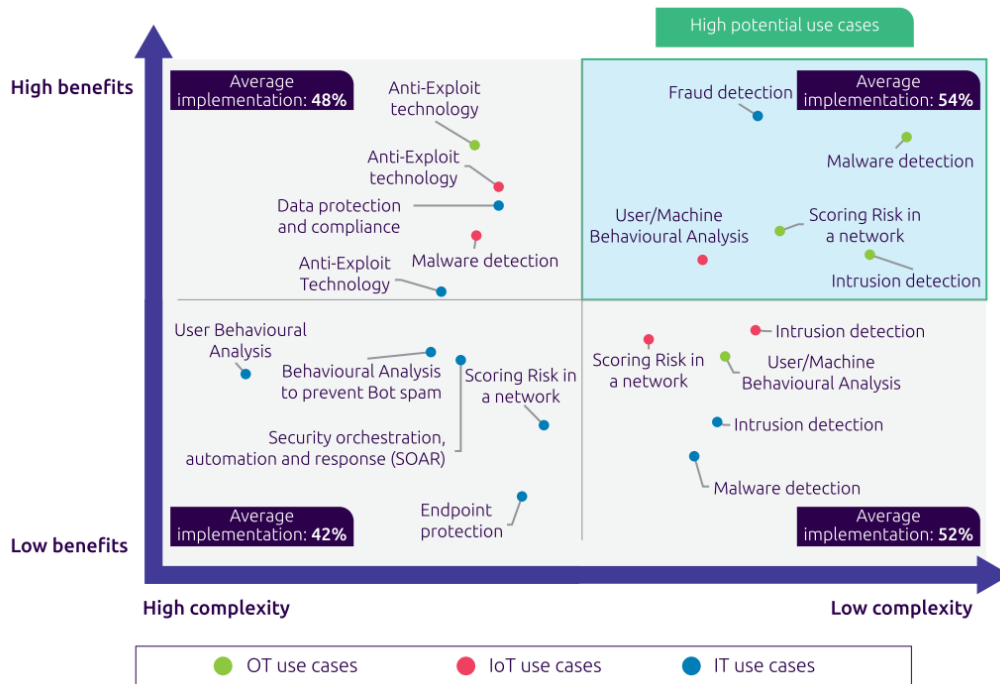 High potential use cases
High benefits
Average
implementation: 48%
Anti-Exploit
technology
Fraud detection
Average
implementation: 54%
Anti-Exploit
technology
Malware detection
Data protection
and compliance
User/Machine
Behavioural Analysis
Scoring Risk in
a network
Malware detection
Anti-Exploit
Technology
Intrusion detection
User Behavioural
Analysis
Behavioural Analysis
to prevent Bot spam
Scoring Risk in
a network
Scoring Risk in
a network
Intrusion detection
User/Machine
Behavioural Analysis
Security orchestration,
automation and response (SOAR)
Intrusion detection
Malware detection
Endpoint
protection
Average
implementation: 42%
Average
implementation: 52%
Low benefits
High complexity
Low complexity
OT use cases
IoT use cases
IT use cases